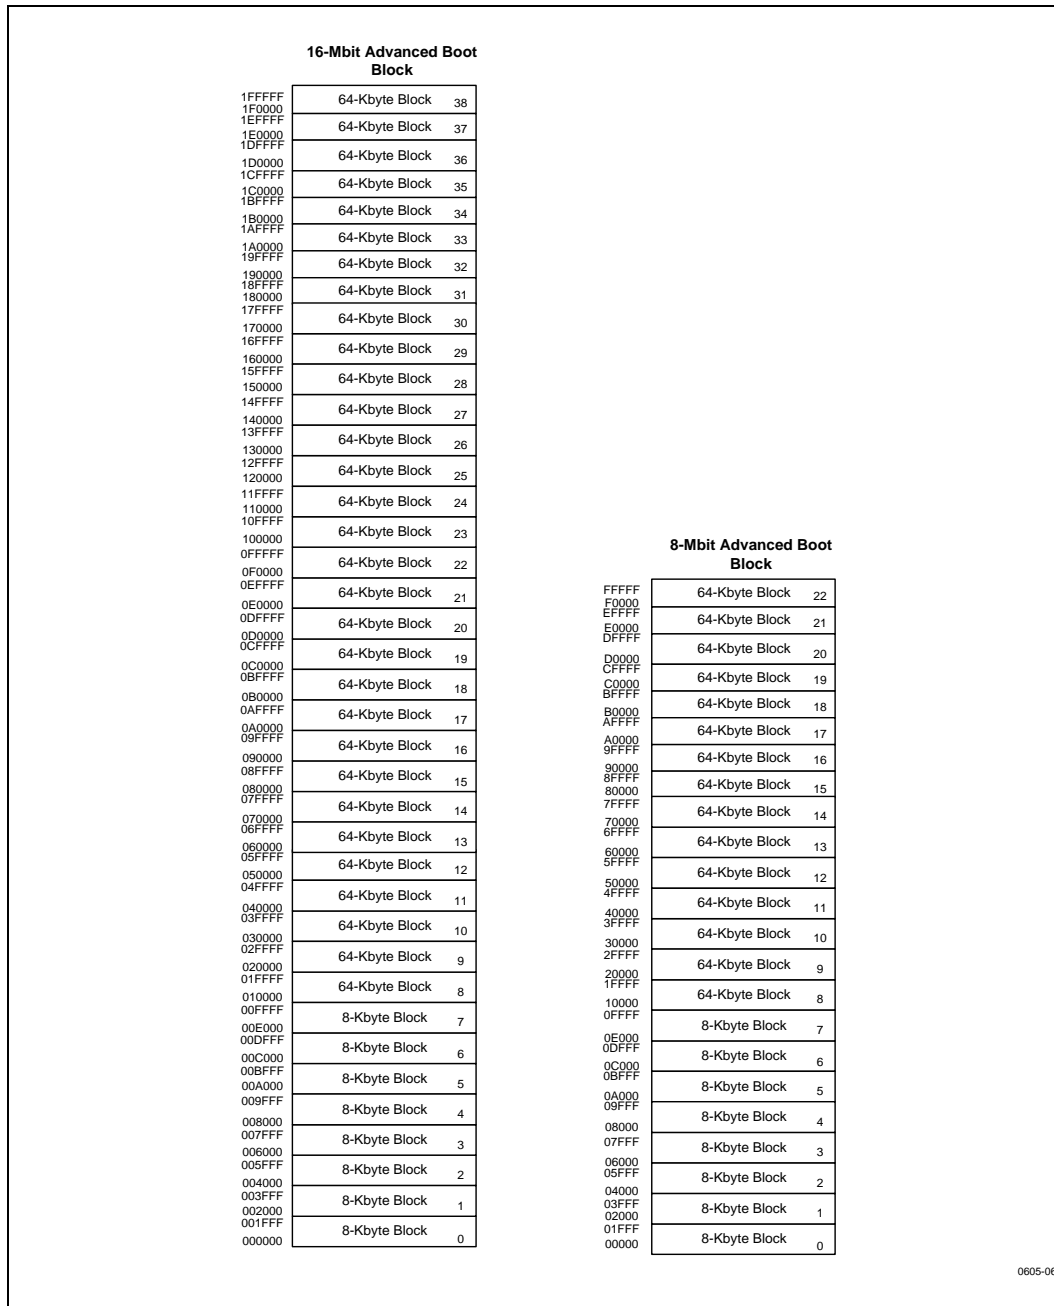 16-Mbit Advanced Boot
Block
1FFFFF
64-Kbyte Block 38
1F0000
1EFFFF
64-Kbyte Block 37
1E0000
1DFFFF
64-Kbyte Block 36
1D0000
1CFFFF
64-Kbyte Block 35
1C0000
1BFFFF
64-Kbyte Block 34
1B0000
1AFFFF
64-Kbyte Block 33
1A0000
19FFFF
64-Kbyte Block 32
190000
18FFFF
64-Kbyte Block 31
180000
17FFFF
64-Kbyte Block 30
170000
16FFFF
64-Kbyte Block 29
160000
15FFFF
64-Kbyte Block 28
150000
14FFFF
64-Kbyte Block 27
140000
13FFFF
64-Kbyte Block 26
130000
12FFFF
64-Kbyte Block 25
120000
11FFFF
64-Kbyte Block 24
110000
10FFFF
64-Kbyte Block 23
100000
0FFFFF
64-Kbyte Block 22
0F0000
0EFFFF
64-Kbyte Block 21
0E0000
0DFFFF
64-Kbyte Block 20
0D0000
0CFFFF
64-Kbyte Block 19
0C0000
0BFFFF
64-Kbyte Block 18
0B0000
0AFFFF
64-Kbyte Block 17
0A0000
09FFFF
64-Kbyte Block 16
090000
08FFFF
64-Kbyte Block 15
080000
07FFFF
64-Kbyte Block 14
070000
06FFFF
64-Kbyte Block 13
060000
05FFFF
64-Kbyte Block 12
050000
04FFFF
64-Kbyte Block 11
040000
03FFFF
64-Kbyte Block 10
030000
02FFFF
64-Kbyte Block 9
020000
01FFFF
64-Kbyte Block 8
010000
00FFFF
8-Kbyte Block 7
00E000
00DFFF
8-Kbyte Block 6
00C000
00BFFF
8-Kbyte Block 5
00A000
009FFF
8-Kbyte Block 4
008000
007FFF
8-Kbyte Block 3
006000
005FFF
8-Kbyte Block 2
004000
003FFF
8-Kbyte Block 1
002000
001FFF
8-Kbyte Block 0
000000
8-Mbit Advanced Boot
Block
FFFFF
64-Kbyte Block 22
F0000
EFFFF
64-Kbyte Block 21
E0000
DFFFF
64-Kbyte Block 20
D0000
CFFFF
64-Kbyte Block 19
C0000
BFFFF
64-Kbyte Block 18
B0000
AFFFF
64-Kbyte Block 17
A0000
9FFFF
64-Kbyte Block 16
90000
8FFFF
64-Kbyte Block 15
80000
7FFFF
64-Kbyte Block 14
70000
6FFFF
64-Kbyte Block 13
60000
5FFFF
64-Kbyte Block 12
50000
4FFFF
64-Kbyte Block 11
40000
3FFFF
64-Kbyte Block 10
30000
2FFFF
64-Kbyte Block 9
20000
1FFFF
64-Kbyte Block 8
10000
0FFFF
8-Kbyte Block 7
0E000
0DFFF
8-Kbyte Block 6
0C000
0BFFF
8-Kbyte Block 5
0A000
09FFF
8-Kbyte Block 4
08000
07FFF
8-Kbyte Block 3
06000
05FFF
8-Kbyte Block 2
04000
03FFF
8-Kbyte Block 1
02000
01FFF
8-Kbyte Block 0
00000
0605-06